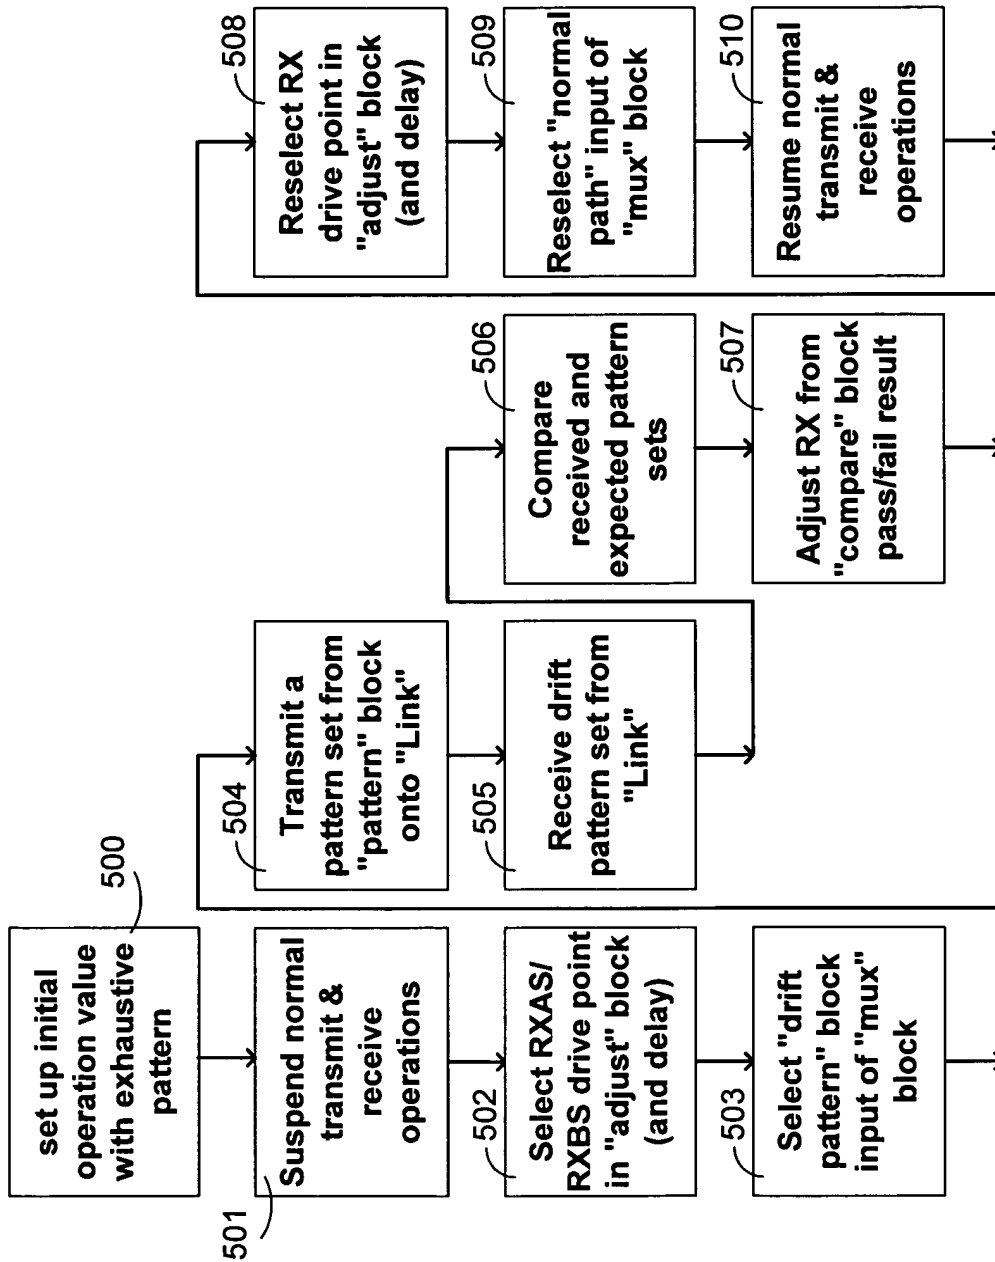 500
set up initial
operation value
with exhaustive
pattern
501
Suspend normal
transmit &
receive
operations
502
Select RXAS/
RXBS drive point
in "adjust" block
(and delay)
503
Select "drift
pattern" block
input of "mux"
block
504
Transmit a
pattern set from
"pattern" block
onto "Link"
505
Receive drift
pattern set from
"Link"
506
Compare
received and
expected pattern
sets
507
Adjust RX from
"compare" block
pass/fail result
508
Reselect RX
drive point in
"adjust" block
(and delay)
509
Reselect "normal
path" input of
"mux" block
510
Resume normal
transmit &
receive
operations